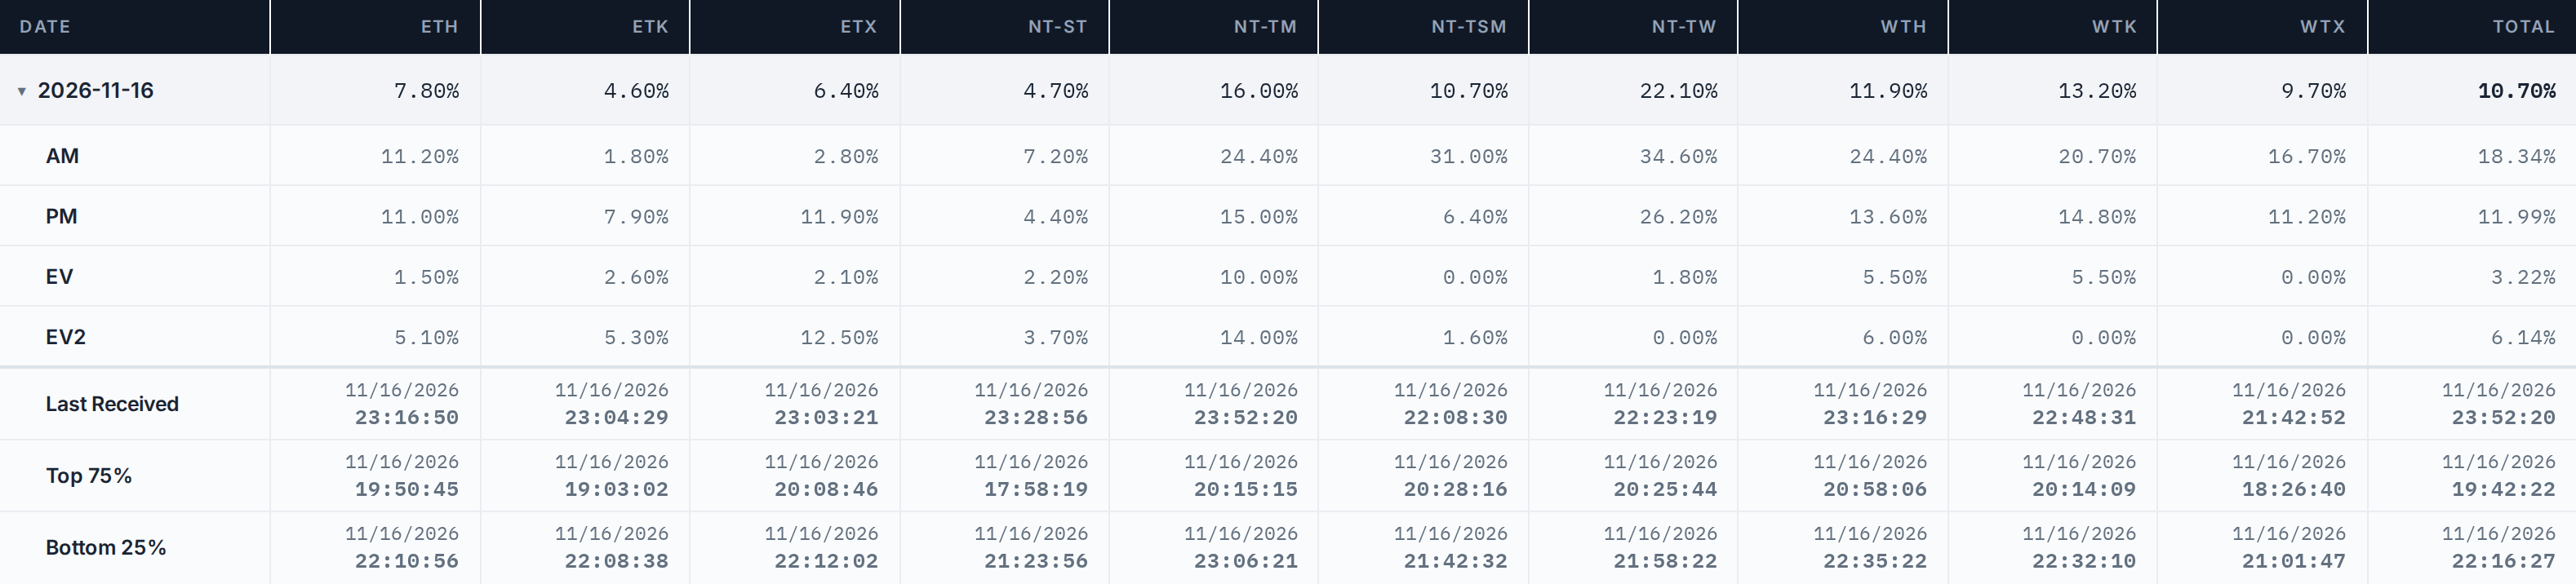 DATE ETH ETK ETX NT-ST NT-TM NT-TSM NT-TW WTH WTK WTX TOTAL
▼ 2026-11-16 7.80% 4.60% 6.40% 4.70% 16.00% 10.70% 22.10% 11.90% 13.20% 9.70% 10.70%
AM 11.20% 1.80% 2.80% 7.20% 24.40% 31.00% 34.60% 24.40% 20.70% 16.70% 18.34%
PM 11.00% 7.90% 11.90% 4.40% 15.00% 6.40% 26.20% 13.60% 14.80% 11.20% 11.99%
EV 1.50% 2.60% 2.10% 2.20% 10.00% 0.00% 1.80% 5.50% 5.50% 0.00% 3.22%
EV2 5.10% 5.30% 12.50% 3.70% 14.00% 1.60% 0.00% 6.00% 0.00% 0.00% 6.14%
11/16/2026 11/16/2026 11/16/2026 11/16/2026 11/16/2026 11/16/2026 11/16/2026 11/16/2026 11/16/2026 11/16/2026 11/16/2026
Last Received
23:16:50 23:04:29 23:03:21 23:28:56 23:52:20 22:08:30 22:23:19 23:16:29 22:48:31 21:42:52 23:52:20
11/16/2026 11/16/2026 11/16/2026 11/16/2026 11/16/2026 11/16/2026 11/16/2026 11/16/2026 11/16/2026 11/16/2026 11/16/2026
Top 75%
19:50:45 19:03:02 20:08:46 17:58:19 20:15:15 20:28:16 20:25:44 20:58:06 20:14:09 18:26:40 19:42:22
11/16/2026 11/16/2026 11/16/2026 11/16/2026 11/16/2026 11/16/2026 11/16/2026 11/16/2026 11/16/2026 11/16/2026 11/16/2026
Bottom 25%
22:10:56 22:08:38 22:12:02 21:23:56 23:06:21 21:42:32 21:58:22 22:35:22 22:32:10 21:01:47 22:16:27